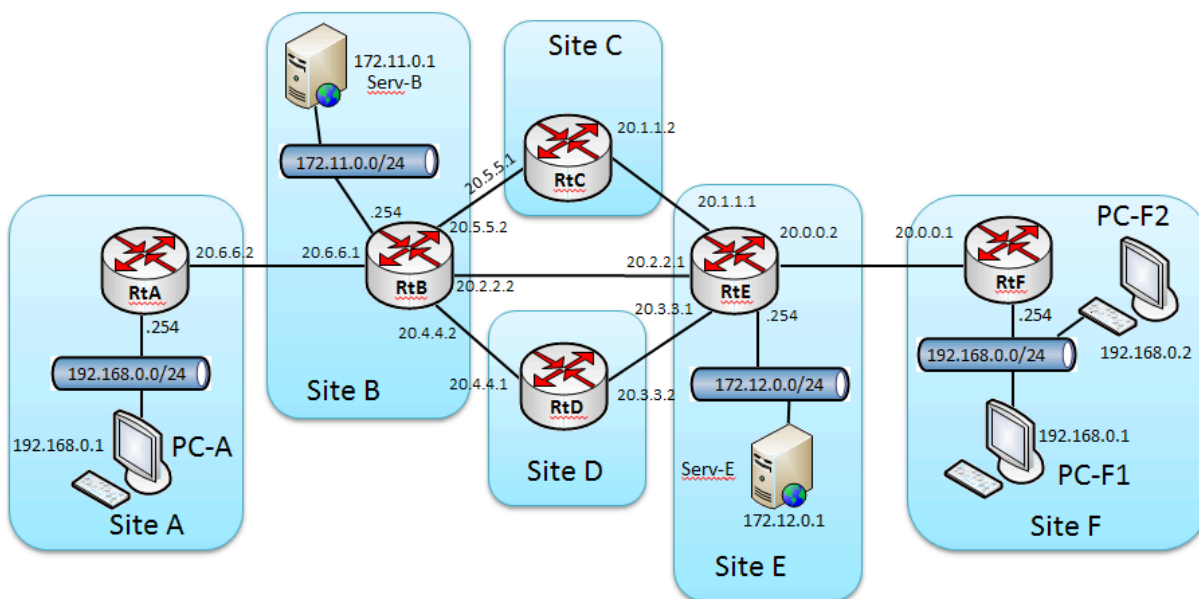 Site A
20.6.6.2
RtA
.254
192.168.0.0/24
192.168.0.1
PC-A
Site B
172.11.0.1
Serv-B
172.11.0.0/24
.254
20.5.5.1
20.5.5.2
20.6.6.1
RtB
20.2.2.2
20.4.4.2
Site C
20.1.1.2
RtC
20.4.4.1
RtD
20.3.3.2
Site D
20.1.1.1
20.0.0.2
20.2.2.1
RtE
20.3.3.1
.254
172.12.0.0/24
Serv-E
172.12.0.1
Site E
20.0.0.1
PC-F2
RtF
.254
192.168.0.0/24
192.168.0.2
192.168.0.1
PC-F1
Site F